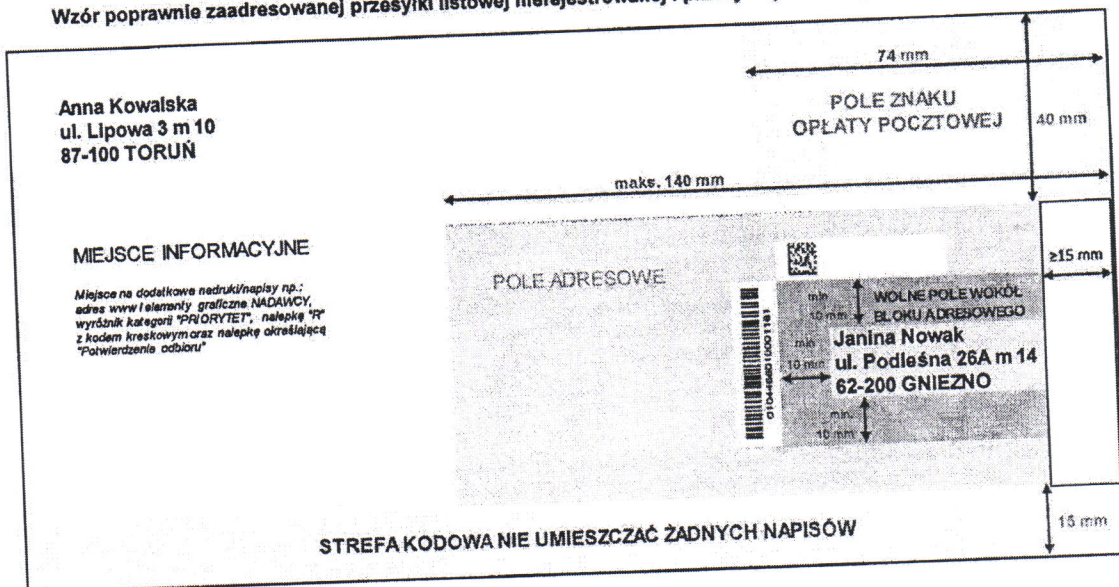 Wzór poprawnie zaadresowanej przesyłki listowej nierejestrowanej i
74 mm
Anna Kowalska
ul. Lipowa 3 m 10
87-100 TORUŃ
POLE ZNAKU
OPŁATY POCZTOWEJ
40 mm
maks. 140 mm
MIEJSCE INFORMACYJNE
Miejsce na dodatkowe nadruki/napisy np.:
adres www i elementy graficzne NADAWCY,
wyróżnik kategorii "PRIORYTET", nalepkę "R"
z kodem kreskowym oraz nalepkę określającą
"Potwierdzenie odbioru"
POLE ADRESOWE
≥15 mm
min.
10 mm
WOLNE POLE WOKÓŁ
BLOKU ADRESOWEGO
min
10 mm
Janina Nowak
ul. Podleśna 26A m 14
62-200 GNIEZNO
min.
10 mm
15 mm
STREFA KODOWA NIE UMIESZCZAĆ ŻADNYCH NAPISÓW